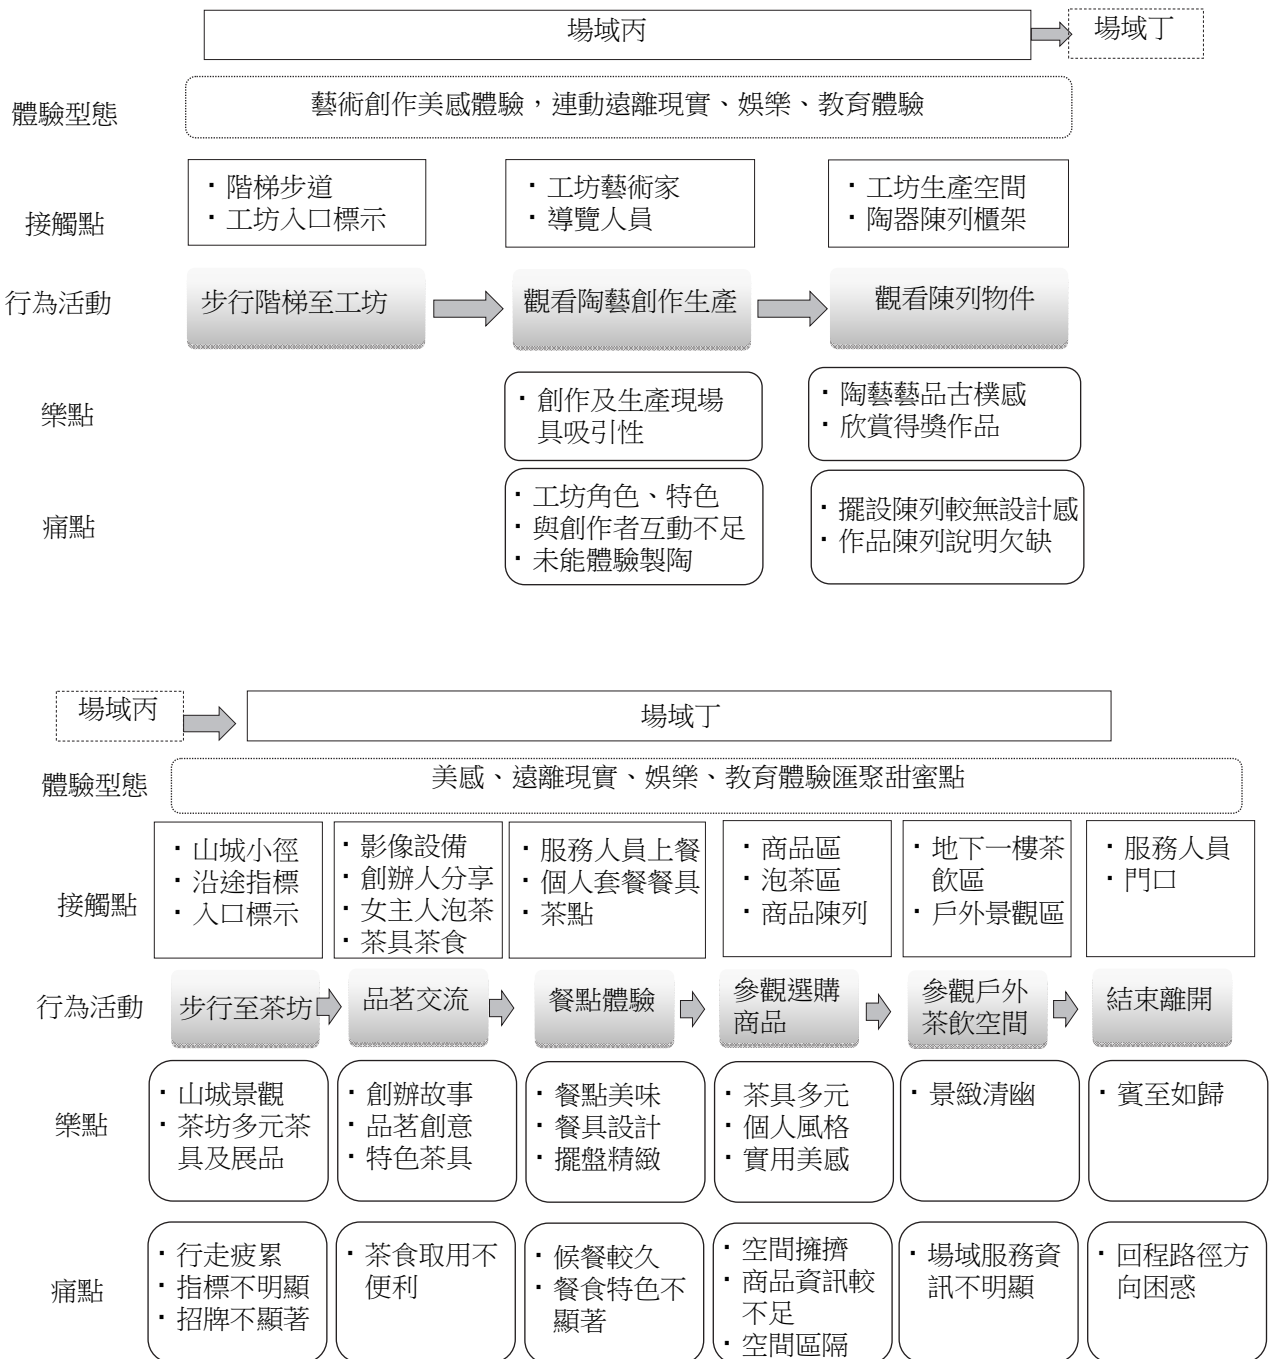 場域丙
場域丁
體驗型態
藝術創作美感體驗，連動遠離現實、娛樂、教育體驗
接觸點
・階梯步道
・工坊入口標示
・工坊藝術家
・導覽人員
・工坊生產空間
・陶器陳列櫃架
行為活動
步行階梯至工坊
觀看陶藝創作生產
觀看陳列物件
樂點
・創作及生產現場
具吸引性
・陶藝藝品古樸感
・欣賞得獎作品
痛點
・工坊角色、特色
・與創作者互動不足
・未能體驗製陶
・擺設陳列較無設計感
・作品陳列說明欠缺
場域丙
場域丁
體驗型態
美感、遠離現實、娛樂、教育體驗匯聚甜蜜點
接觸點
・山城小徑
・沿途指標
・入口標示
・影像設備
・創辦人分享
・女主人泡茶
・茶具茶食
・服務人員上餐
・個人套餐餐具
・茶點
・商品區
・泡茶區
・商品陳列
・地下一樓茶
飲區
・戶外景觀區
・服務人員
・門口
行為活動
步行至茶坊
品茗交流
餐點體驗
參觀選購
商品
參觀戶外
茶飲空間
結束離開
樂點
・山城景觀
・茶坊多元茶
具及展品
・創辦故事
・品茗創意
・特色茶具
・餐點美味
・餐具設計
・擺盤精緻
・茶具多元
・個人風格
・實用美感
・景緻清幽
・賓至如歸
痛點
・行走疲累
・指標不明顯
・招牌不顯著
・茶食取用不
便利
・候餐較久
・餐食特色不
顯著
・空間擁擠
・商品資訊較
不足
・空間區隔
・場域服務資
訊不明顯
・回程路徑方
向困惑